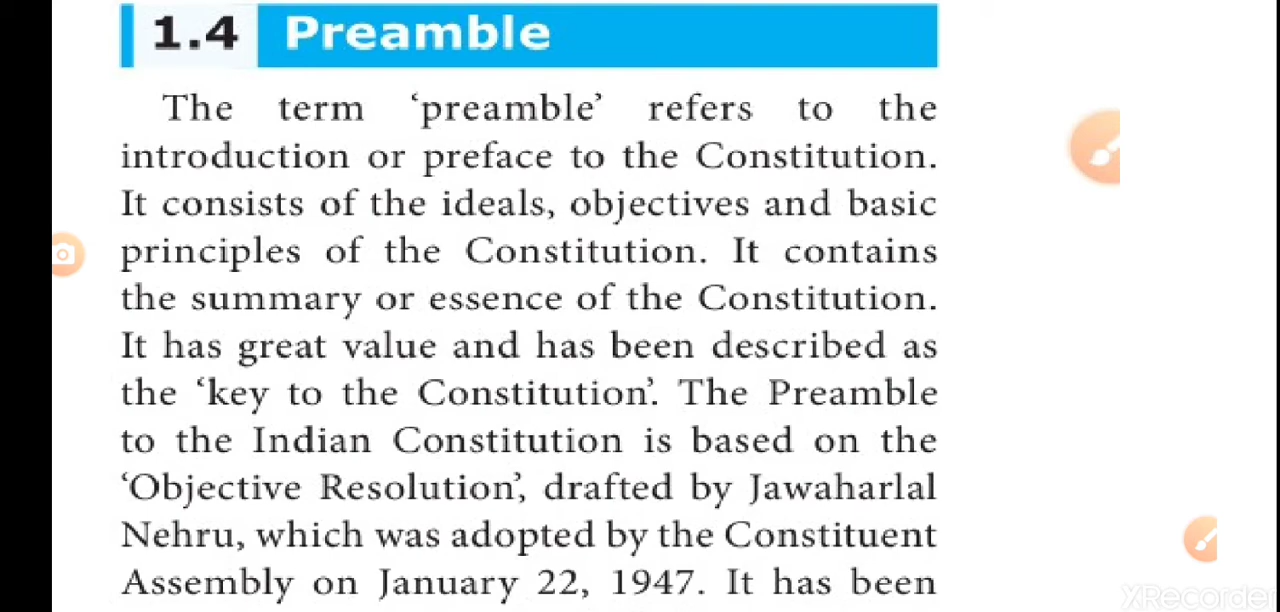 1.4 Preamble
The term ‘preamble’ refers to the
introduction or preface to the Constitution.
It consists of the ideals, objectives and basic
principles of the Constitution. It contains
the summary or essence of the Constitution.
It has great value and has been described as
the ‘key to the Constitution’. The Preamble
to the Indian Constitution is based on the
‘Objective Resolution’, drafted by Jawaharlal
Nehru, which was adopted by the Constituent
Assembly on January 22, 1947. It has been
XRecorder